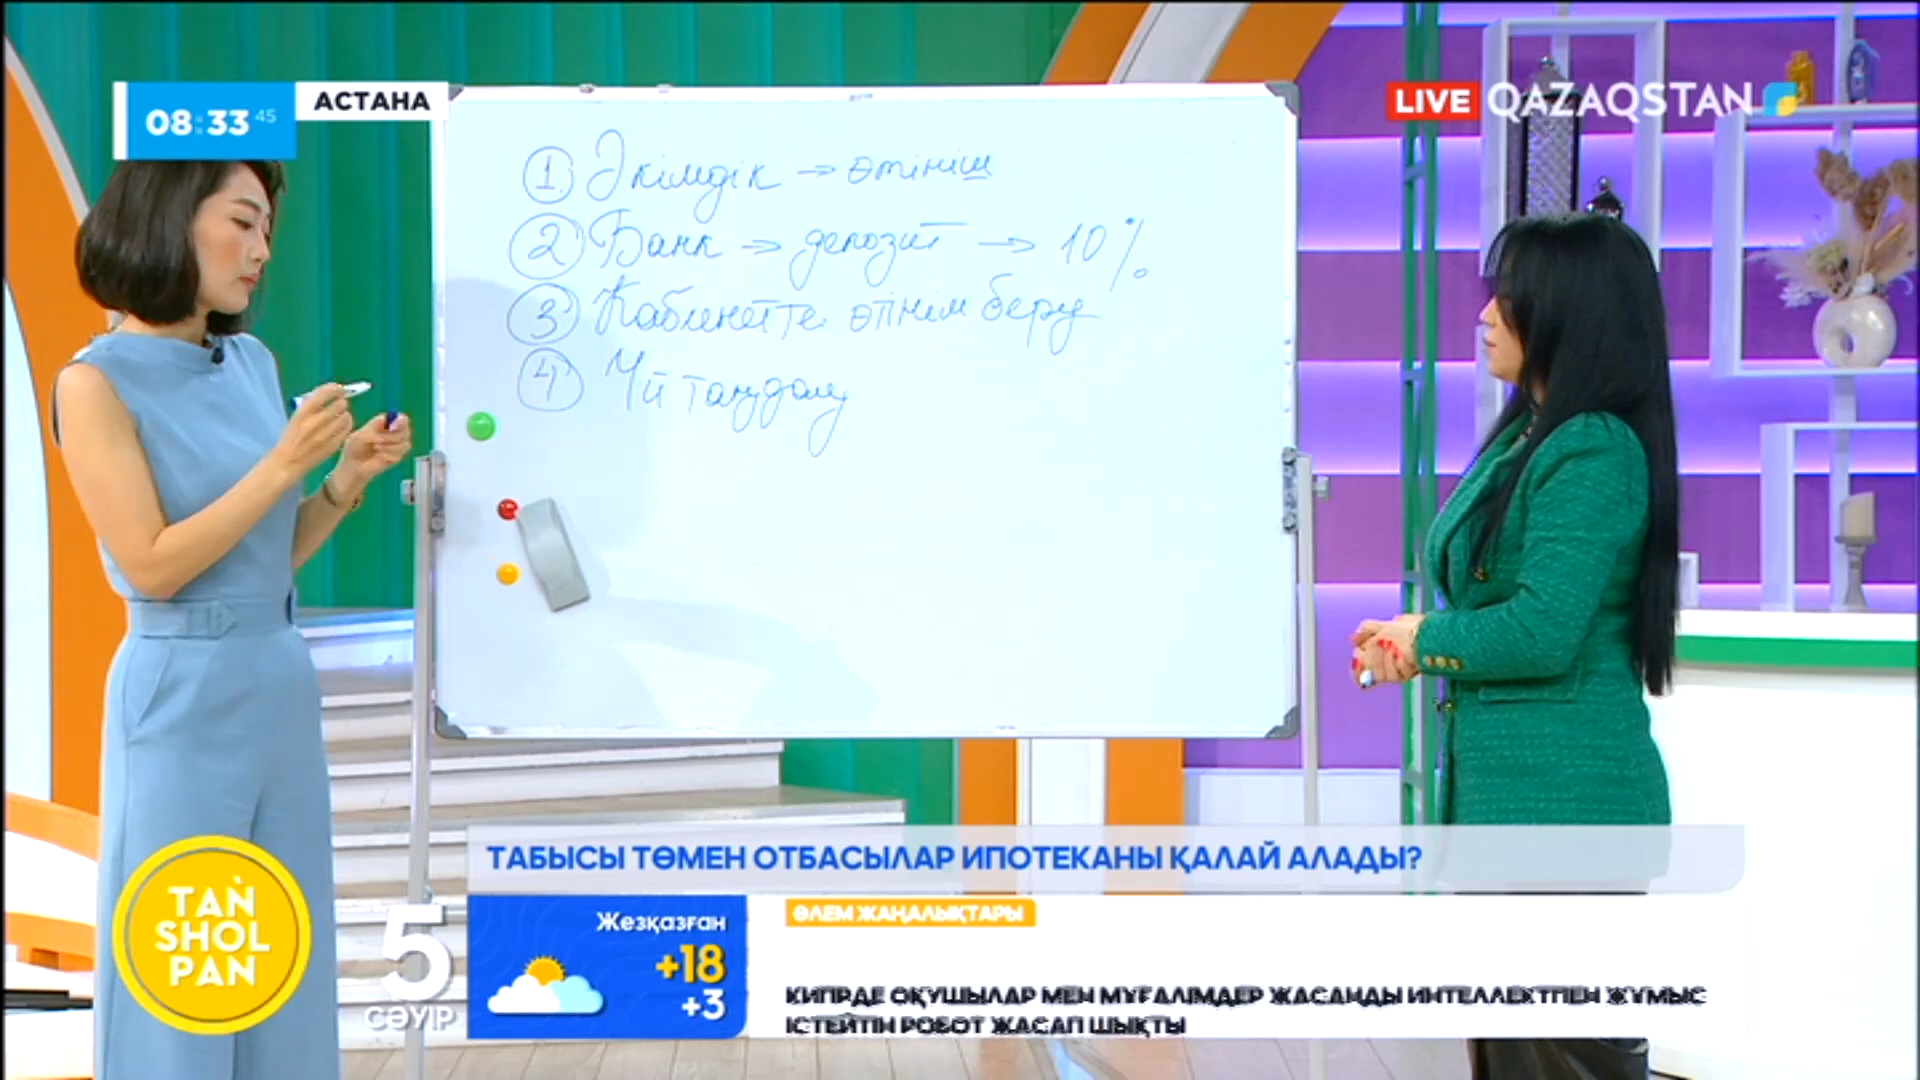 08:33 45
АСТАНА
LIVE QAZAQSTAN
1 Әкімдік → өтініш
2 Банк → депозит → 10%
3 Кабинетте өтінім беру
4 Үй таңдау
ТАБЫСЫ ТӨМЕН ОТБАСЫЛАР ИПОТЕКАНЫ ҚАЛАЙ АЛАДЫ?
TAŃ
SHOL
PAN
5
СӘУІР
Жезқазған
+18
+3
ӘЛЕМ ЖАҢАЛЫҚТАРЫ
КИПРДЕ ОҚУШЫЛАР МЕН МҰҒАЛІМДЕР ЖАСАНДЫ ИНТЕЛЛЕКТПЕН ЖҰМЫС
ІСТЕЙТІН РОБОТ ЖАСАП ШЫҚТЫ